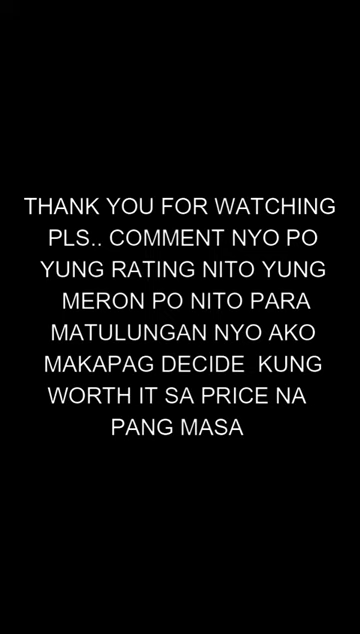 THANK YOU FOR WATCHING
PLS.. COMMENT NYO PO
YUNG RATING NITO YUNG
MERON PO NITO PARA
MATULUNGAN NYO AKO
MAKAPAG DECIDE KUNG
WORTH IT SA PRICE NA
PANG MASA